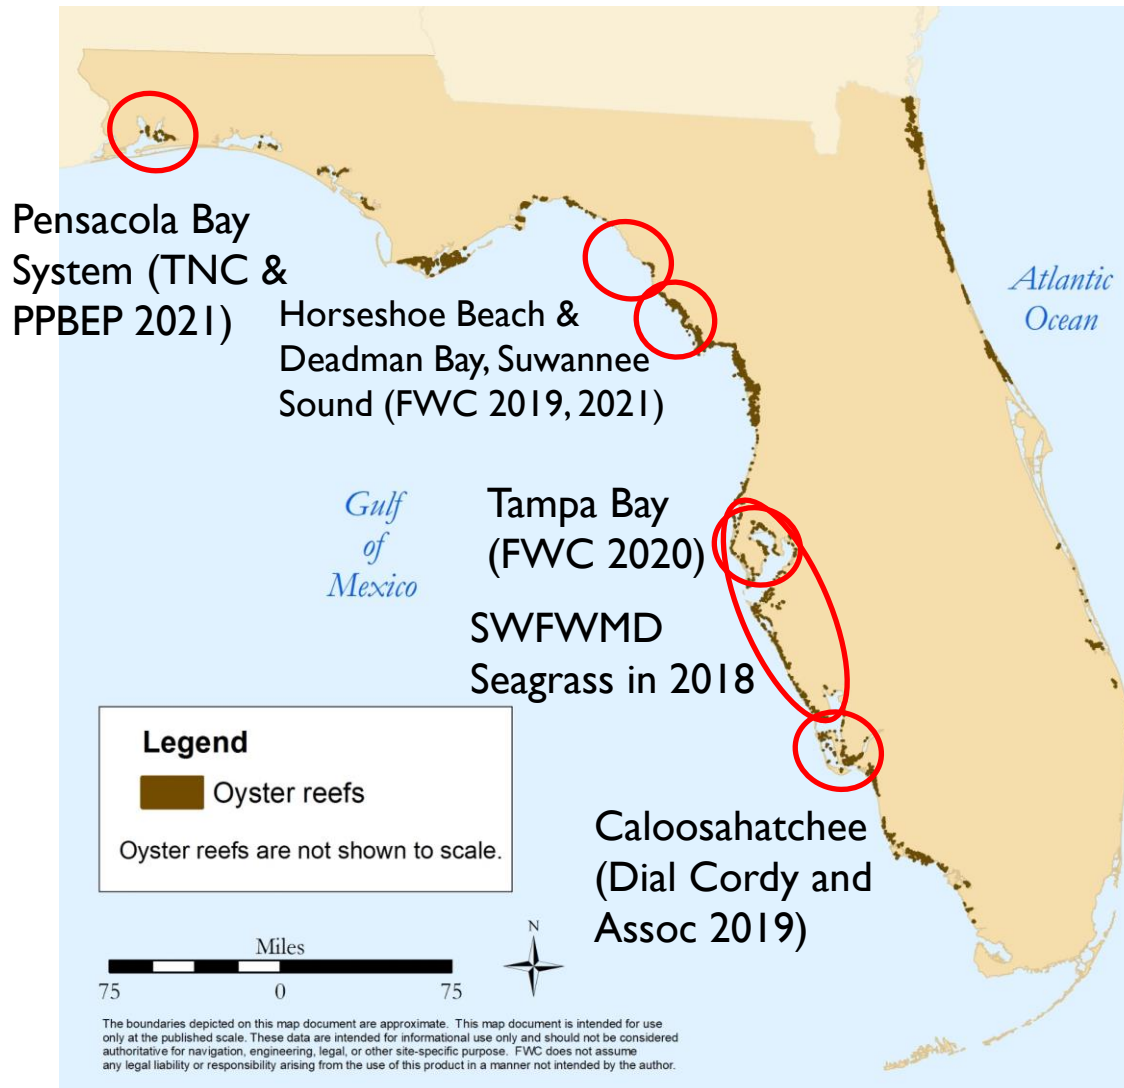 Pensacola Bay
System (TNC &
PPBEP 2021)
Horseshoe Beach &
Deadman Bay, Suwannee
Sound (FWC 2019, 2021)
Atlantic
Ocean
Gulf
of
Mexico
Tampa Bay
(FWC 2020)
SWFWMD
Seagrass in 2018
Caloosahatchee
(Dial Cordy and
Assoc 2019)
Legend
Oyster reefs
Oyster reefs are not shown to scale.
Miles
75 0 75
N
The boundaries depicted on this map document are approximate. This map document is intended for use
only at the published scale. These data are intended for informational use only and should not be considered
authoritative for navigation, engineering, legal, or other site-specific purpose. FWC does not assume
any legal liability or responsibility arising from the use of this product in a manner not intended by the author.